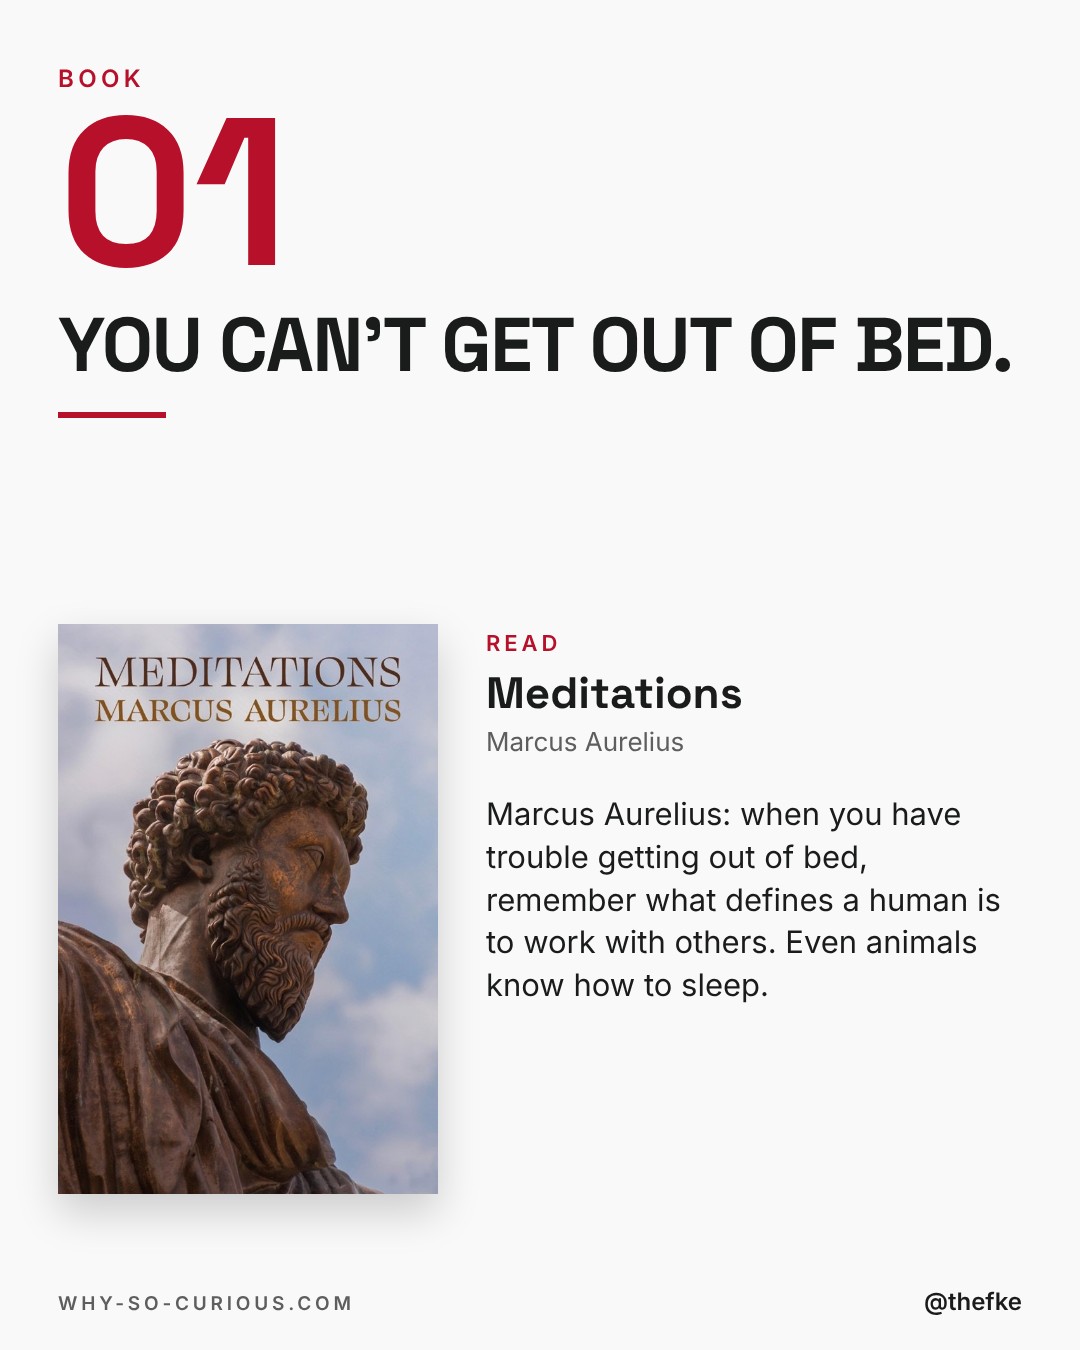 BOOK
01
YOU CAN’T GET OUT OF BED.
MEDITATIONS
MARCUS AURELIUS
READ
Meditations
Marcus Aurelius
Marcus Aurelius: when you have
trouble getting out of bed,
remember what defines a human is
to work with others. Even animals
know how to sleep.
WHY-SO-CURIOUS.COM
@thefke